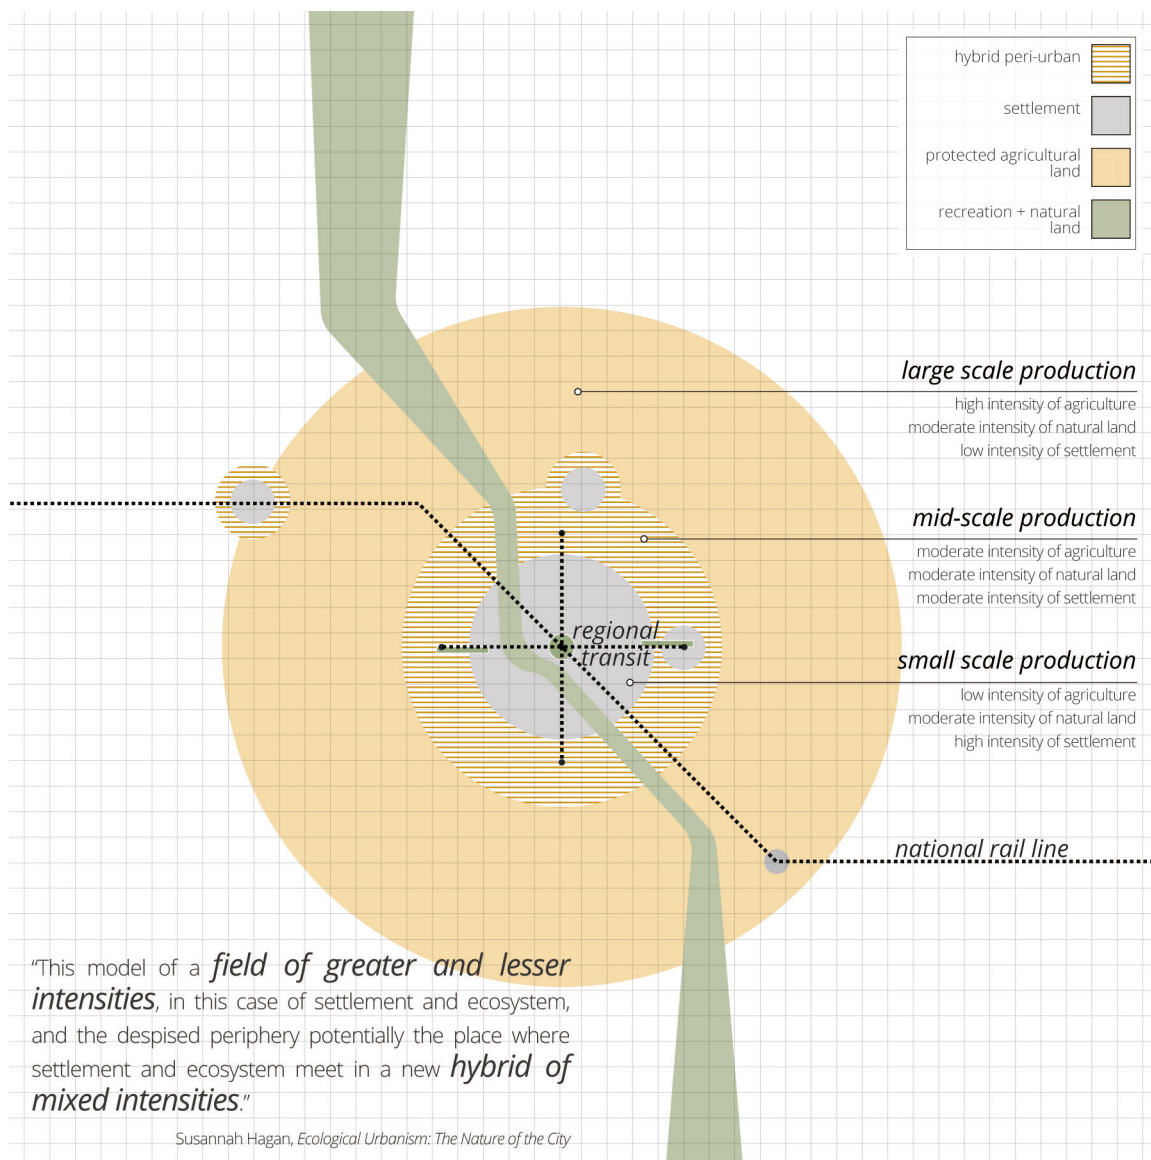 hybrid peri-urban
settlement
protected agricultural
land
recreation + natural
land
large scale production
high intensity of agriculture
moderate intensity of natural land
low intensity of settlement
mid-scale production
moderate intensity of agriculture
moderate intensity of natural land
moderate intensity of settlement
regional
transit
small scale production
low intensity of agriculture
moderate intensity of natural land
high intensity of settlement
national rail line
“This model of a field of greater and lesser
intensities, in this case of settlement and ecosystem,
and the despised periphery potentially the place where
settlement and ecosystem meet in a new hybrid of
mixed intensities.”
Susannah Hagan, Ecological Urbanism: The Nature of the City